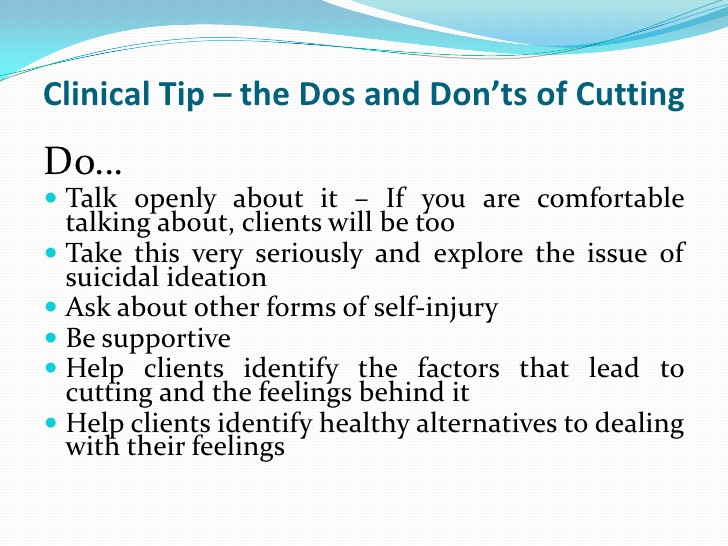 Clinical Tip – the Dos and Don’ts of Cutting
Do…
• Talk openly about it – If you are comfortable
talking about, clients will be too
• Take this very seriously and explore the issue of
suicidal ideation
• Ask about other forms of self-injury
• Be supportive
• Help clients identify the factors that lead to
cutting and the feelings behind it
• Help clients identify healthy alternatives to dealing
with their feelings